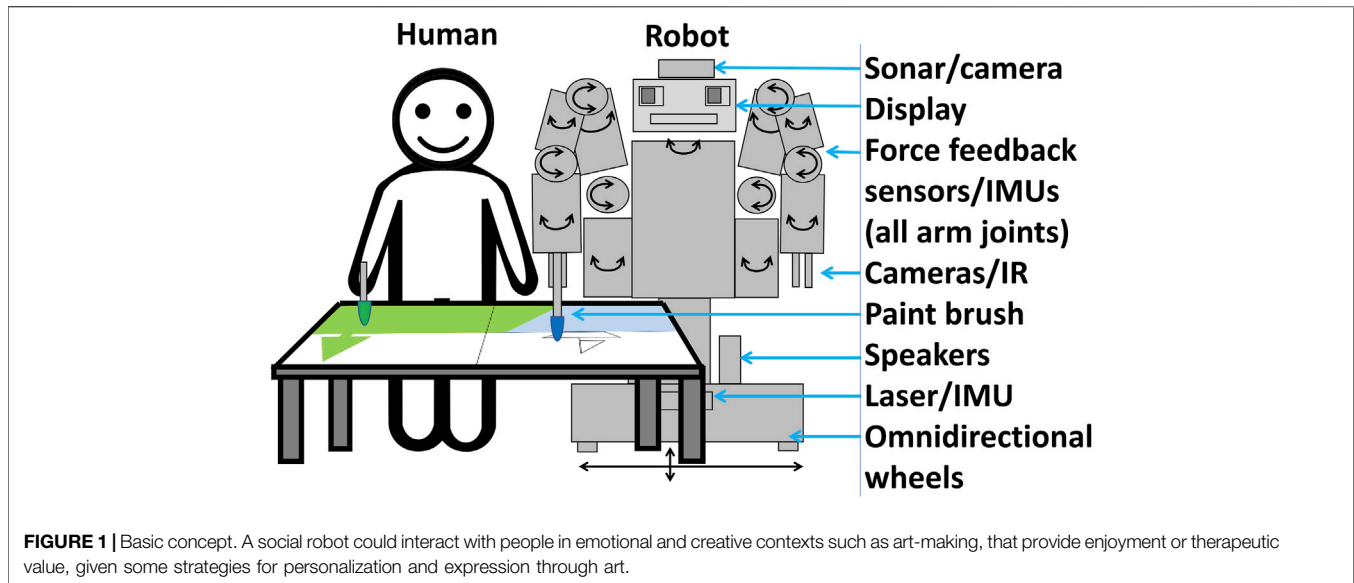 Human
Robot
Sonar/camera
Display
Force feedback
sensors/IMUs
(all arm joints)
Cameras/IR
Paint brush
Speakers
Laser/IMU
Omnidirectional
wheels
FIGURE 1 | Basic concept. A social robot could interact with people in emotional and creative contexts such as art-making, that provide enjoyment or therapeutic
value, given some strategies for personalization and expression through art.